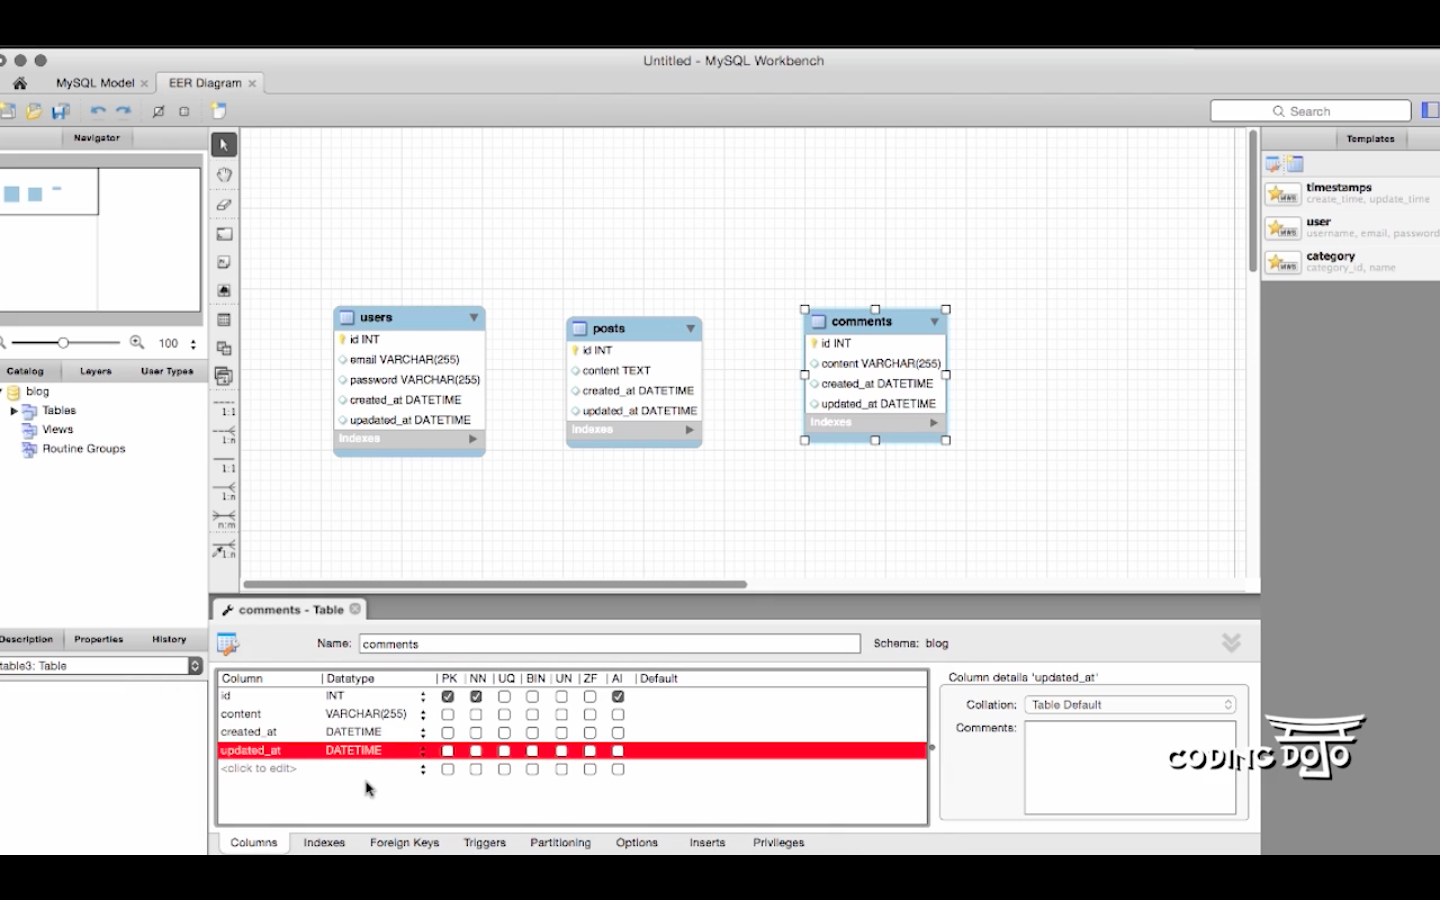 Untitled - MySQL Workbench
MySQL Model
EER Diagram
Search
Navigator
Templates
timestamps
create_time, update_time
user
username, email, password
category
category_id, name
100
Catalog
Layers
User Types
blog
Tables
Views
Routine Groups
1:1
1:n
1:1
1:n
n:m
1:n
users
id INT
email VARCHAR(255)
password VARCHAR(255)
created_at DATETIME
upadated_at DATETIME
Indexes
posts
id INT
content TEXT
created_at DATETIME
updated_at DATETIME
Indexes
comments
id INT
content VARCHAR(255)
created_at DATETIME
updated_at DATETIME
Indexes
Description
Properties
History
table3: Table
comments - Table
Name: comments
Schema: blog
Column Datatype PK NN UQ BIN UN ZF AI Default
id INT
content VARCHAR(255)
created_at DATETIME
updated_at DATETIME
<click to edit>
Column details 'updated_at'
Collation: Table Default
Comments:
CODING DOJO
Columns
Indexes
Foreign Keys
Triggers
Partitioning
Options
Inserts
Privileges